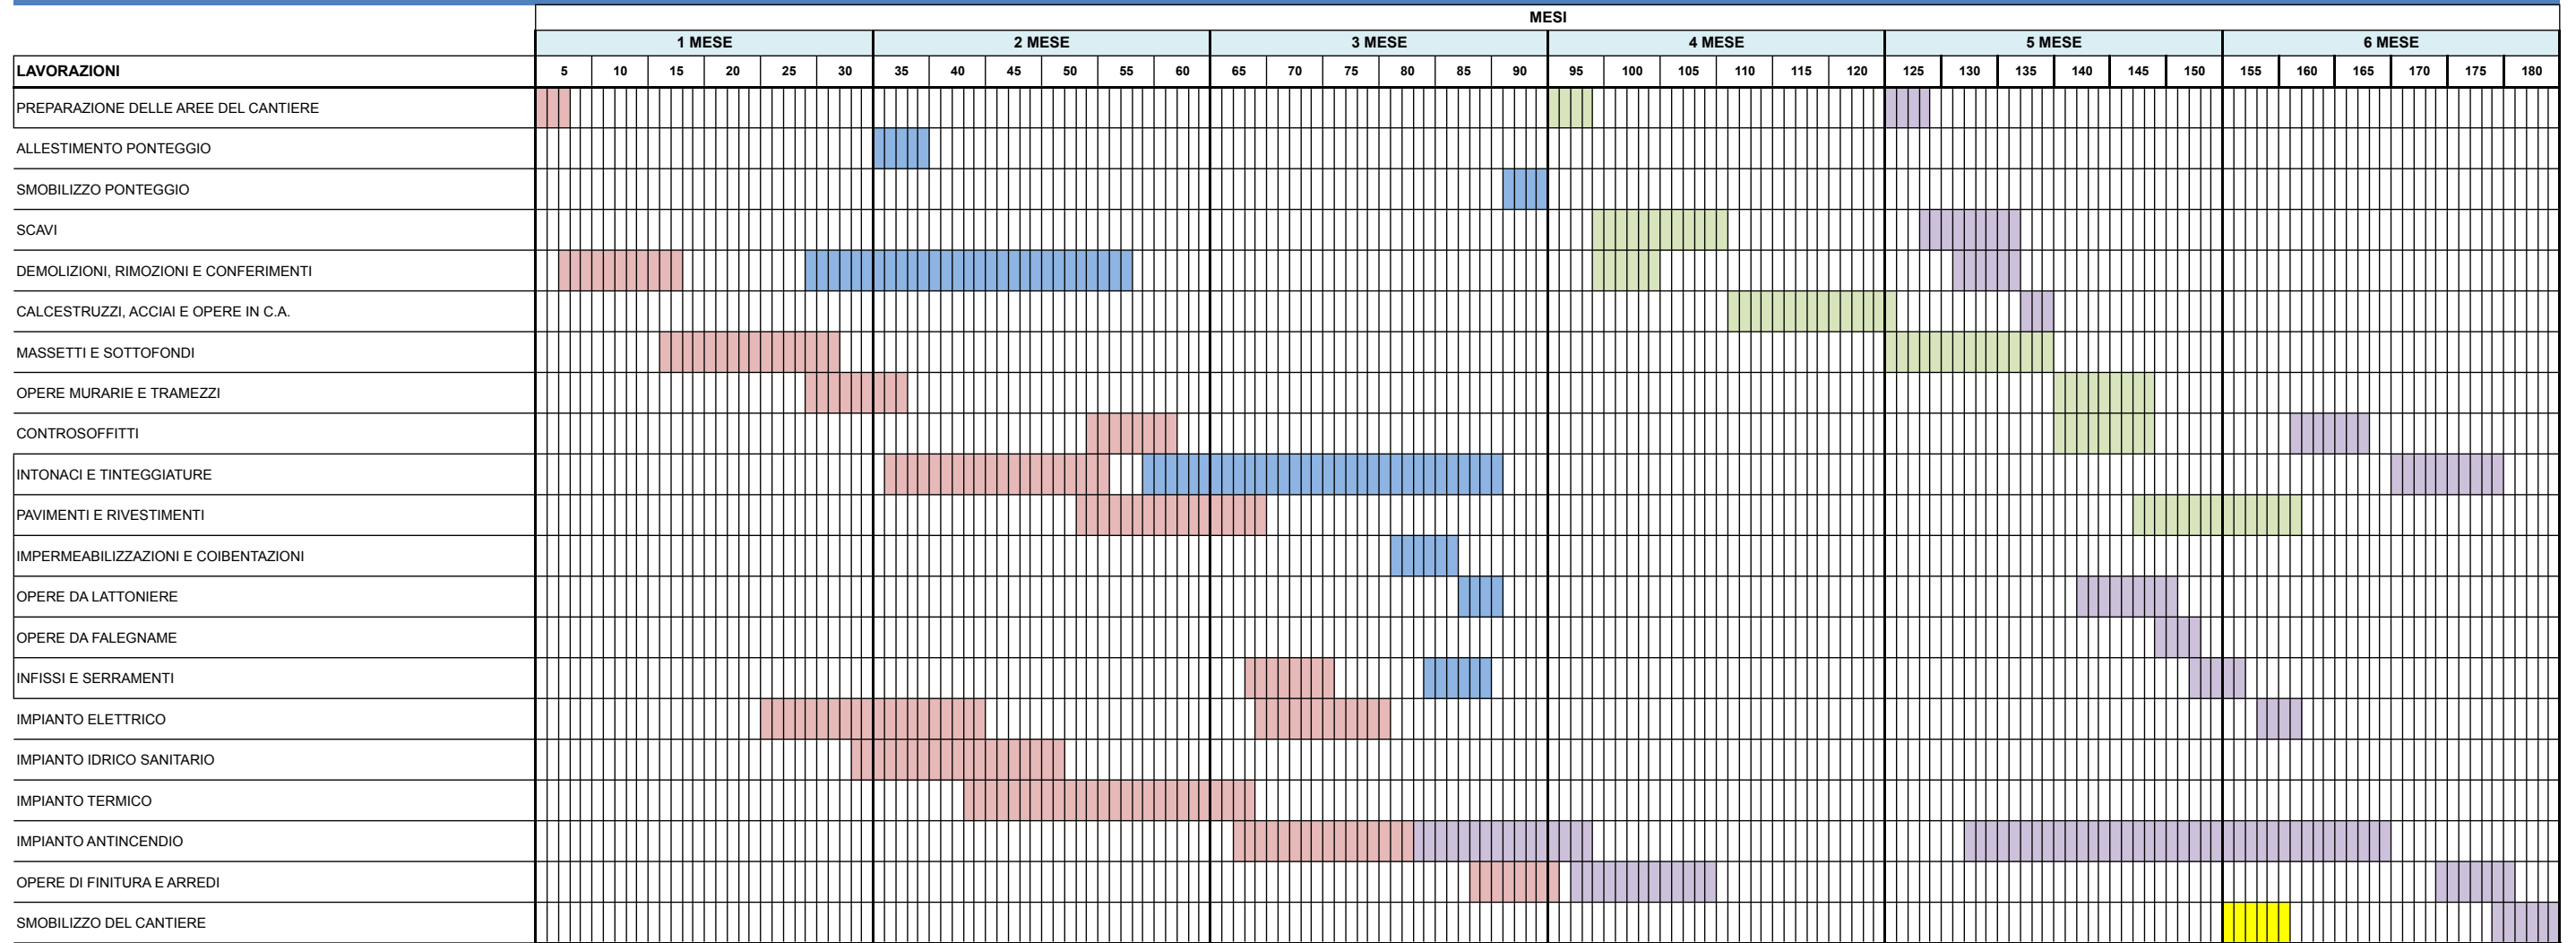 MESI
1 MESE 2 MESE 3 MESE 4 MESE 5 MESE 6 MESE
LAVORAZIONI 5 10 15 20 25 30 35 40 45 50 55 60 65 70 75 80 85 90 95 100 105 110 115 120 125 130 135 140 145 150 155 160 165 170 175 180
PREPARAZIONE DELLE AREE DEL CANTIERE
ALLESTIMENTO PONTEGGIO
SMOBILIZZO PONTEGGIO
SCAVI
DEMOLIZIONI, RIMOZIONI E CONFERIMENTI
CALCESTRUZZI, ACCIAI E OPERE IN C.A.
MASSETTI E SOTTOFONDI
OPERE MURARIE E TRAMEZZI
CONTROSOFFITTI
INTONACI E TINTEGGIATURE
PAVIMENTI E RIVESTIMENTI
IMPERMEABILIZZAZIONI E COIBENTAZIONI
OPERE DA LATTONIERE
OPERE DA FALEGNAME
INFISSI E SERRAMENTI
IMPIANTO ELETTRICO
IMPIANTO IDRICO SANITARIO
IMPIANTO TERMICO
IMPIANTO ANTINCENDIO
OPERE DI FINITURA E ARREDI
SMOBILIZZO DEL CANTIERE